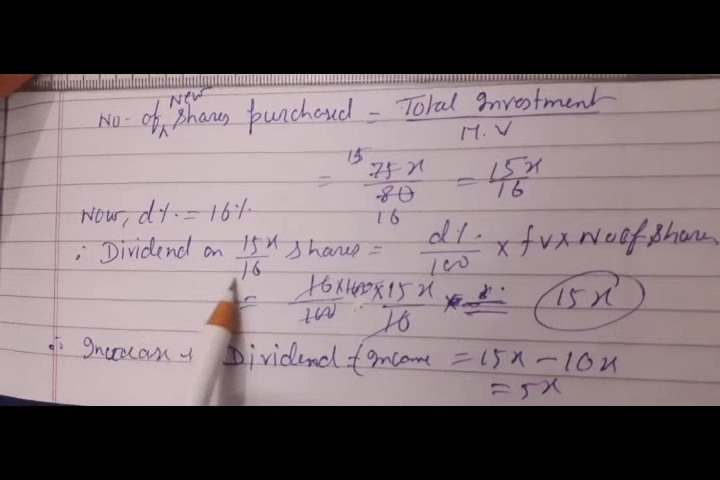 No- of New shares purchased = Total Investment / M.V
= 15 75x / 80 16 = 15x / 16
Now, d% = 16%
∴ Dividend on 15x / 16 shares = d% / 100 × fv × No of shares
= 16×100×15x / 100 16 15x
∴ Increase Dividend Income = 15x - 10x
= 5x